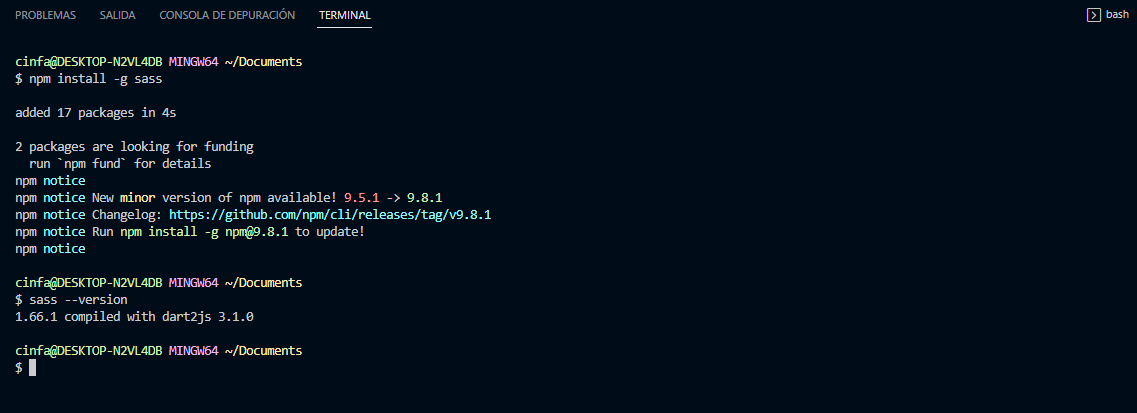 PROBLEMAS SALIDA CONSOLA DE DEPURACIÓN TERMINAL bash
cinfa@DESKTOP-N2VL4DB MINGW64 ~/Documents
$ npm install -g sass
added 17 packages in 4s
2 packages are looking for funding
  run `npm fund` for details
npm notice
npm notice New minor version of npm available! 9.5.1 -> 9.8.1
npm notice Changelog: https://github.com/npm/cli/releases/tag/v9.8.1
npm notice Run npm install -g npm@9.8.1 to update!
npm notice
cinfa@DESKTOP-N2VL4DB MINGW64 ~/Documents
$ sass --version
1.66.1 compiled with dart2js 3.1.0
cinfa@DESKTOP-N2VL4DB MINGW64 ~/Documents
$